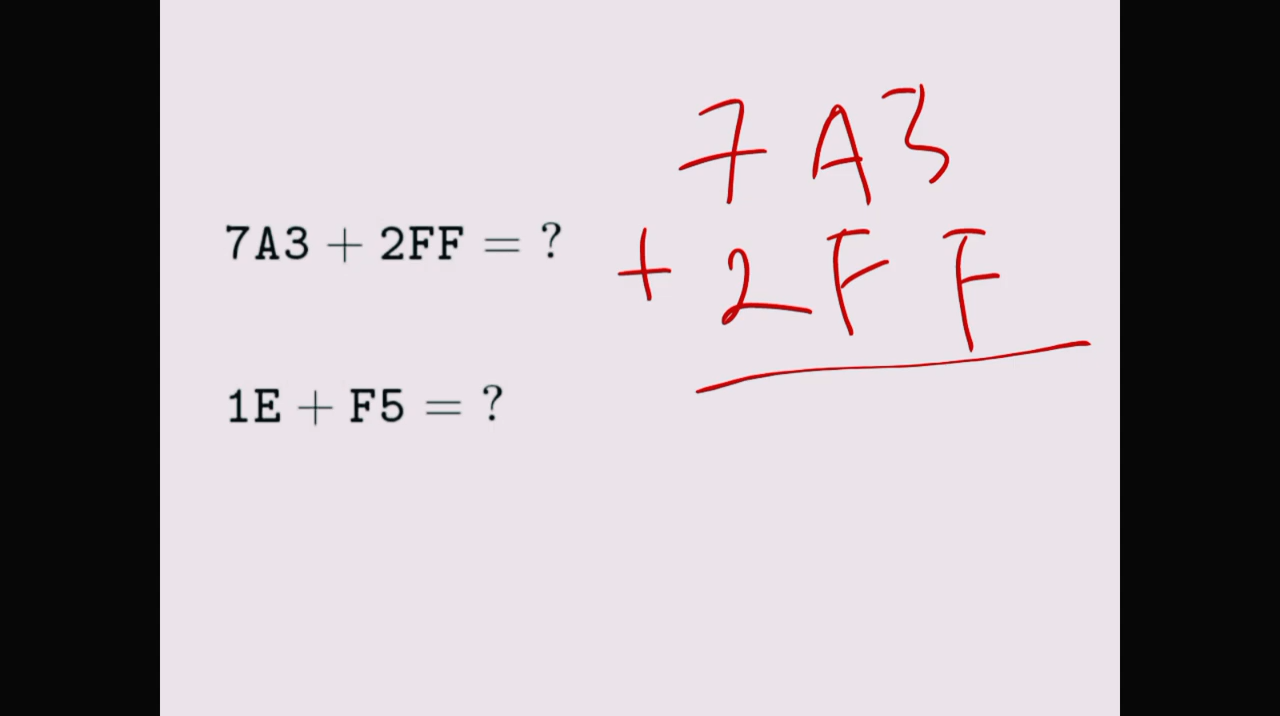 7A3 + 2FF = ?
1E + F5 = ?
7A3
+ 2FF